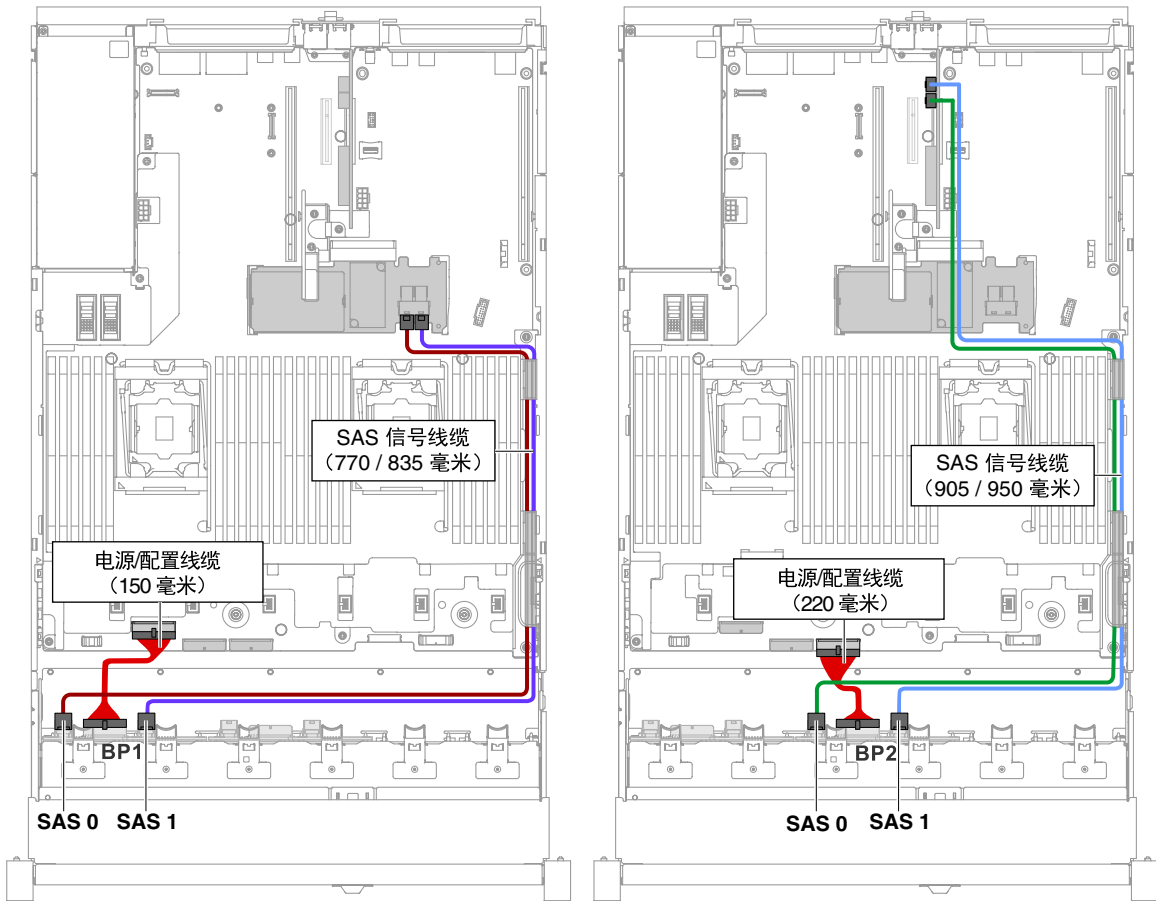 SAS 信号线缆
（770 / 835 毫米）
电源/配置线缆
（150 毫米）
BP1
SAS 0
SAS 1
SAS 信号线缆
（905 / 950 毫米）
电源/配置线缆
（220 毫米）
BP2
SAS 0
SAS 1